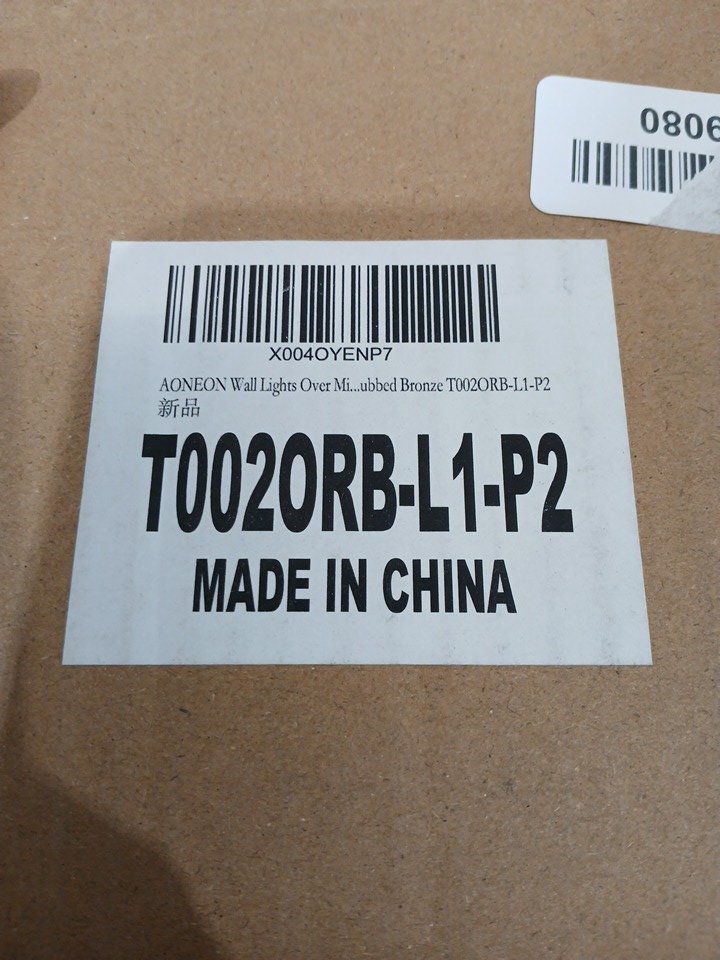 9080
X004OYENP7
AONEON Wall Lights Over Mi...ubbed Bronze T002ORB-L1-P2
新品
T002ORB-L1-P2
MADE IN CHINA